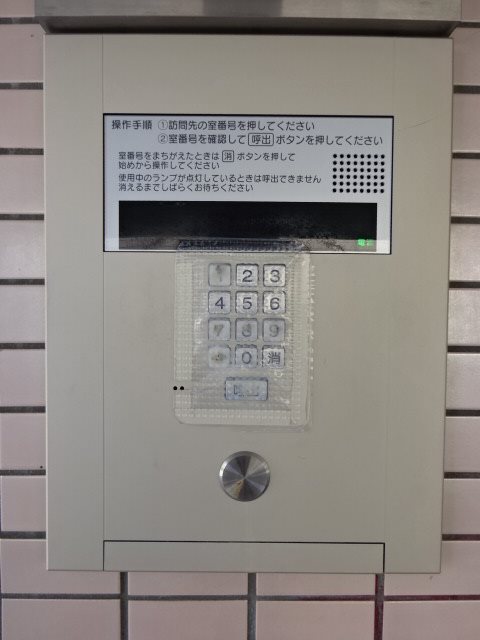 操作手順 ①訪問先の室番号を押してください
②室番号を確認して 呼出 ボタンを押してください
室番号をまちがえたときは 消 ボタンを押して
始めから操作してください
使用中のランプが点灯しているときは呼出できません
消えるまでしばらくお待ちください
1 2 3
4 5 6
7 8 9
0 消
呼出